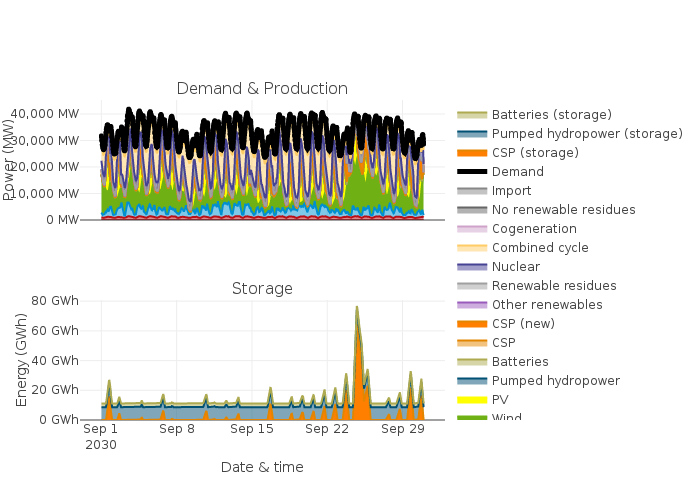 Demand & Production
Power (MW)
40,000 MW
30,000 MW
20,000 MW
10,000 MW
0 MW
Storage
Energy (GWh)
80 GWh
60 GWh
40 GWh
20 GWh
0 GWh
Sep 1
2030
Sep 8
Sep 15
Sep 22
Sep 29
Date & time
Batteries (storage)
Pumped hydropower (storage)
CSP (storage)
Demand
Import
No renewable residues
Cogeneration
Combined cycle
Nuclear
Renewable residues
Other renewables
CSP (new)
CSP
Batteries
Pumped hydropower
PV
Wind